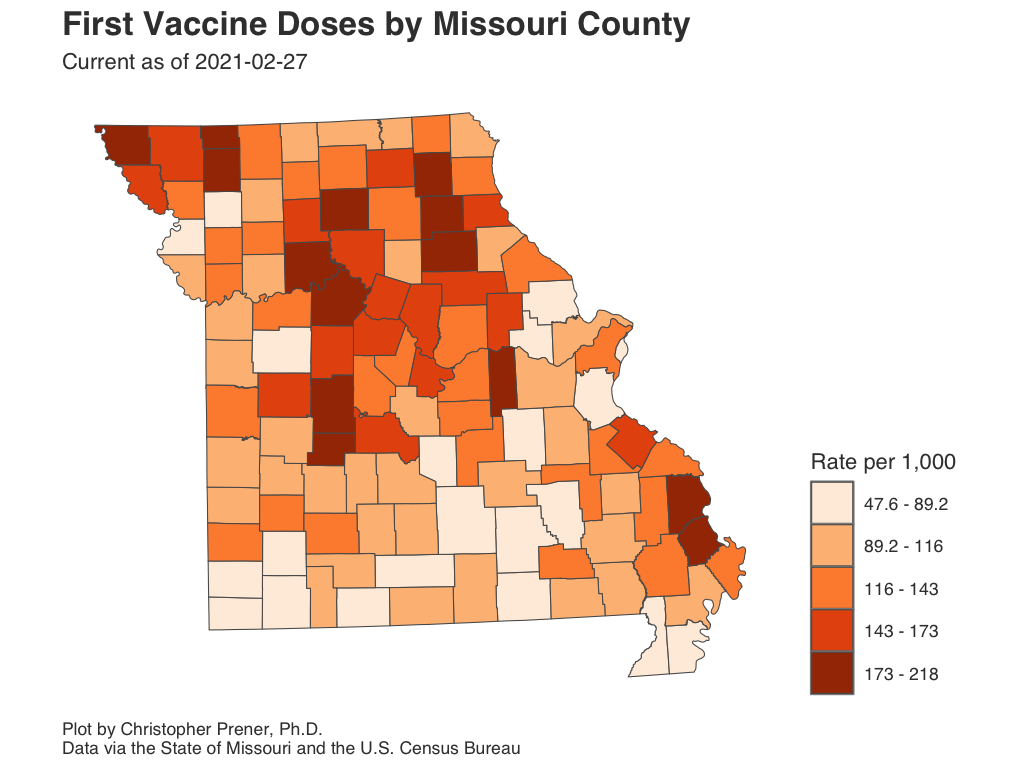 First Vaccine Doses by Missouri County
Current as of 2021-02-27
Rate per 1,000
47.6 - 89.2
89.2 - 116
116 - 143
143 - 173
173 - 218
Plot by Christopher Prener, Ph.D.
Data via the State of Missouri and the U.S. Census Bureau